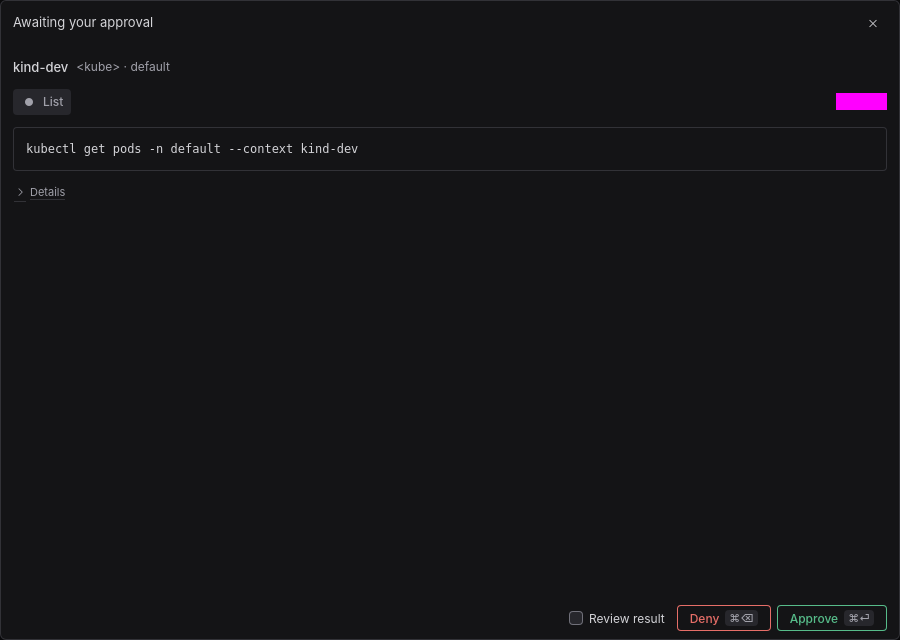 Awaiting your approval
kind-dev <kube> · default
List
kubectl get pods -n default --context kind-dev
Details
Review result
Deny ⌘⌫
Approve ⌘⏎